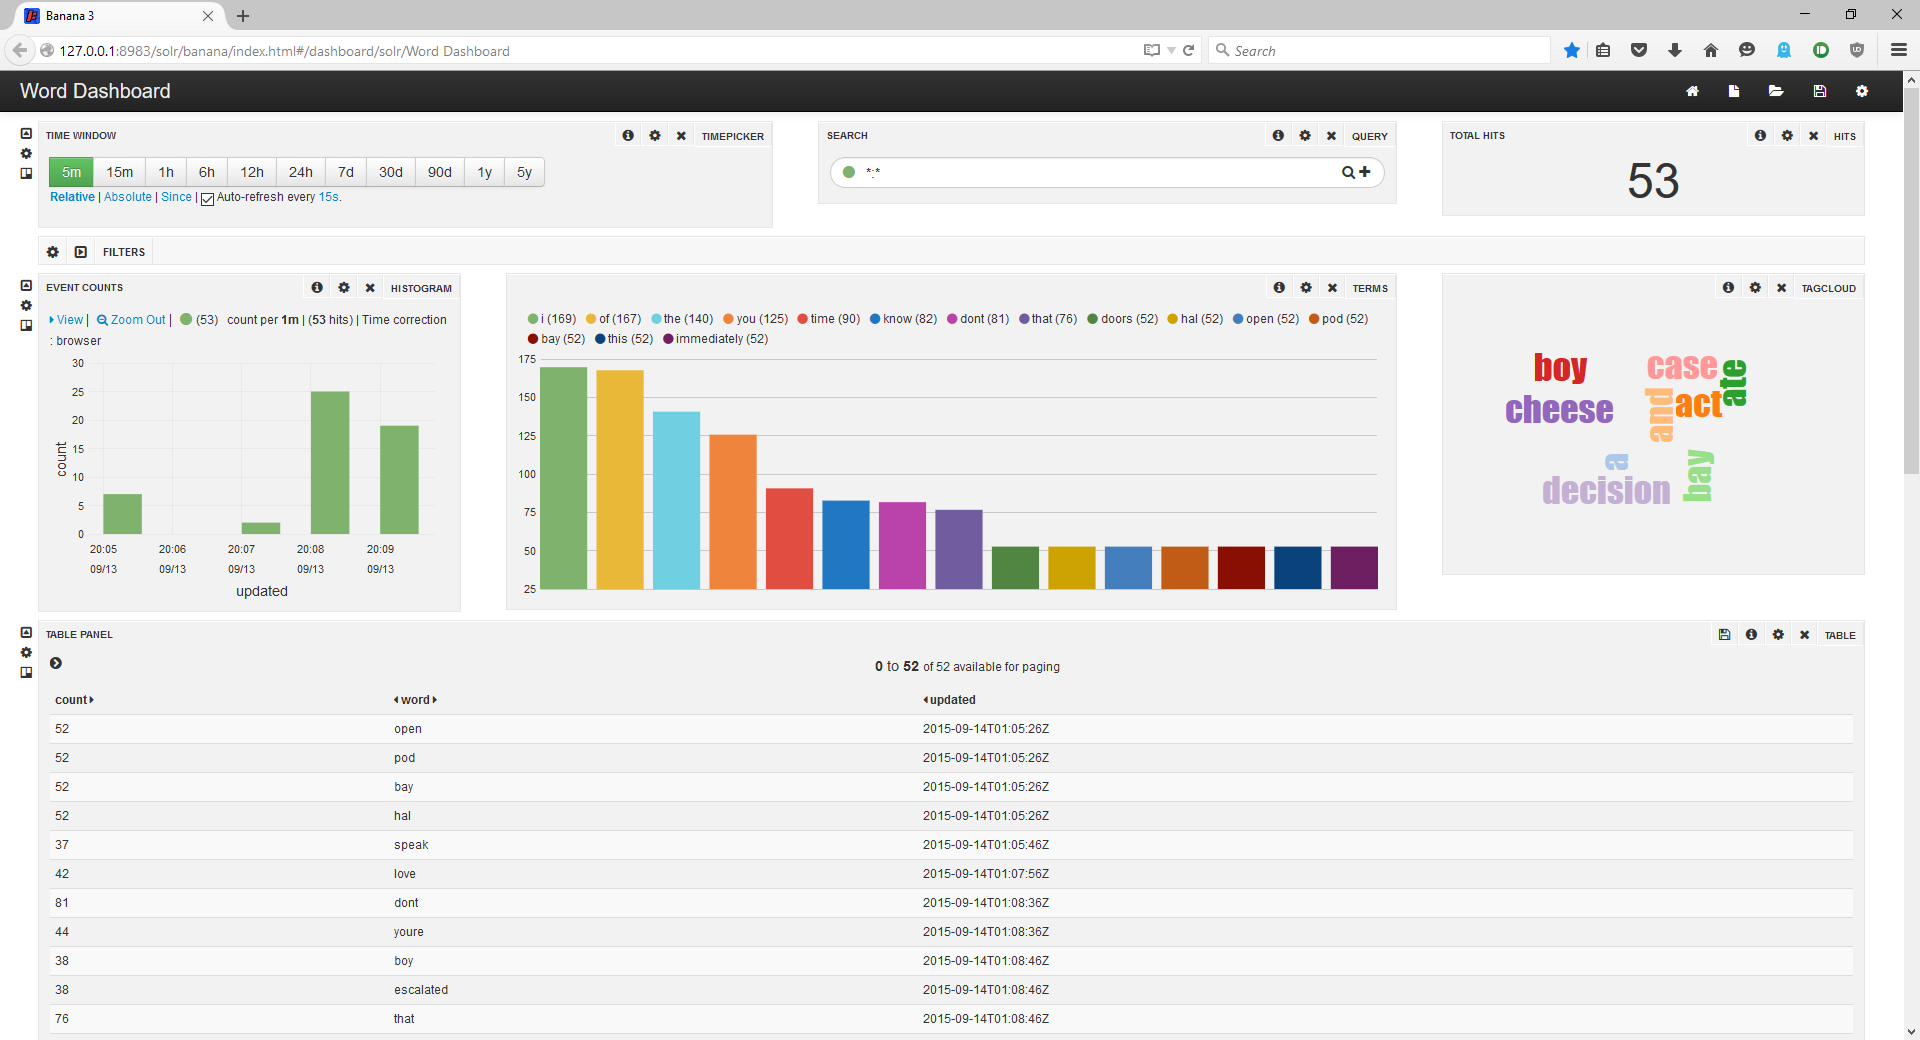 Banana 3
127.0.0.1:8983/solr/banana/index.html#/dashboard/solr/Word Dashboard
Search
Word Dashboard
TIME WINDOW
TIMEPICKER
5m 15m 1h 6h 12h 24h 7d 30d 90d 1y 5y
Relative | Absolute | Since | Auto-refresh every 15s.
SEARCH
QUERY
*:*
TOTAL HITS
HITS
53
FILTERS
EVENT COUNTS
HISTOGRAM
View | Zoom Out | (53) count per 1m | (53 hits) | Time correction
: browser
30
25
20
15
10
5
0
count
20:05 20:06 20:07 20:08 20:09
09/13 09/13 09/13 09/13 09/13
updated
TERMS
i (169) of (167) the (140) you (125) time (90) know (82) dont (81) that (76) doors (52) hal (52) open (52) pod (52)
bay (52) this (52) immediately (52)
175
150
125
100
75
50
25
TAGCLOUD
boy
case
ate
cheese
and
act
a
bay
decision
TABLE PANEL
TABLE
0 to 52 of 52 available for paging
count word updated
52 open 2015-09-14T01:05:26Z
52 pod 2015-09-14T01:05:26Z
52 bay 2015-09-14T01:05:26Z
52 hal 2015-09-14T01:05:26Z
37 speak 2015-09-14T01:05:46Z
42 love 2015-09-14T01:07:56Z
81 dont 2015-09-14T01:08:36Z
44 youre 2015-09-14T01:08:36Z
38 boy 2015-09-14T01:08:46Z
38 escalated 2015-09-14T01:08:46Z
76 that 2015-09-14T01:08:46Z